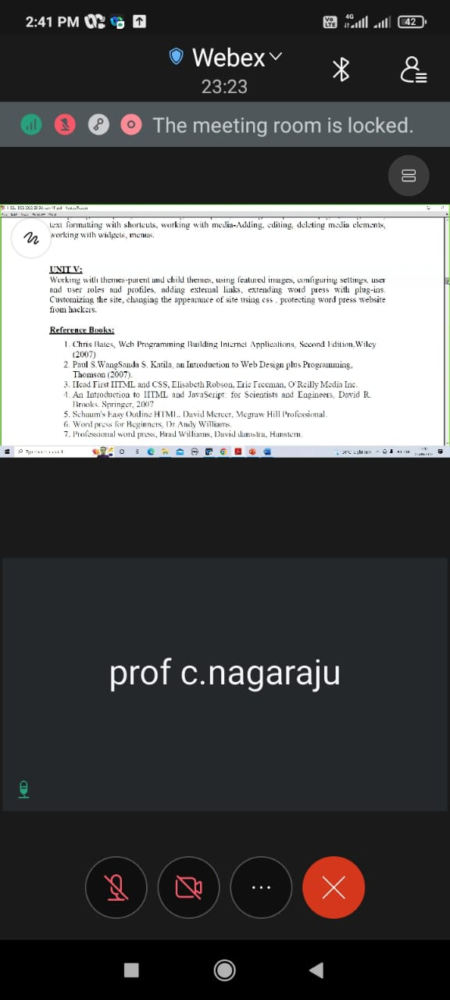 2:41 PM
Vo LTE 4G 42
Webex
23:23
The meeting room is locked.
text formatting with shortcuts, working with media-Adding, editing, deleting media elements,
working with widgets, menus.
UNIT V:
Working with themes-parent and child themes, using featured images, configuring settings, user
and user roles and profiles, adding external links, extending word press with plug-ins.
Customizing the site, changing the appearance of site using css , protecting word press website
from hackers.
Reference Books:
1. Chris Bates, Web Programming Building Internet Applications, Second Edition,Wiley
(2007)
2. Paul S.WangSanda S. Katila, an Introduction to Web Design plus Programming,
Thomson (2007).
3. Head First HTML and CSS, Elisabeth Robson, Eric Freeman, O'Reilly Media Inc.
4. An Introduction to HTML and JavaScript: for Scientists and Engineers, David R.
Brooks. Springer, 2007
5. Schaum's Easy Outline HTML, David Mercer, Mcgraw Hill Professional.
6. Word press for Beginners, Dr.Andy Williams.
7. Professional word press, Brad Williams, David damstra, Hanstern.
prof c.nagaraju